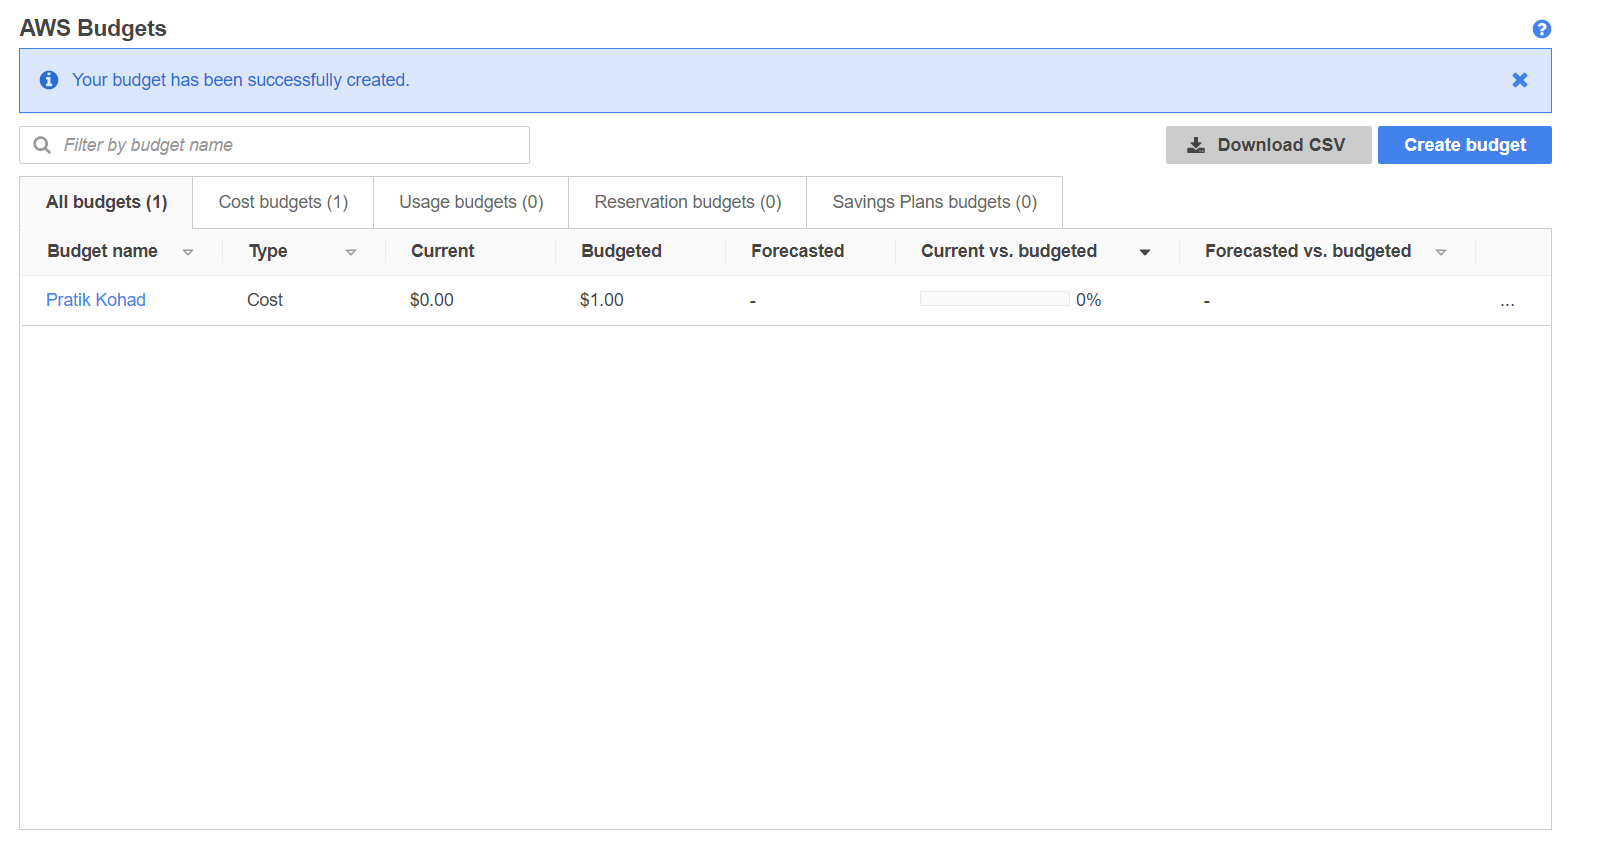 AWS Budgets
Your budget has been successfully created.
Filter by budget name
Download CSV
Create budget
All budgets (1) Cost budgets (1) Usage budgets (0) Reservation budgets (0) Savings Plans budgets (0)
Budget name Type Current Budgeted Forecasted Current vs. budgeted Forecasted vs. budgeted
Pratik Kohad Cost $0.00 $1.00 - 0% - ...